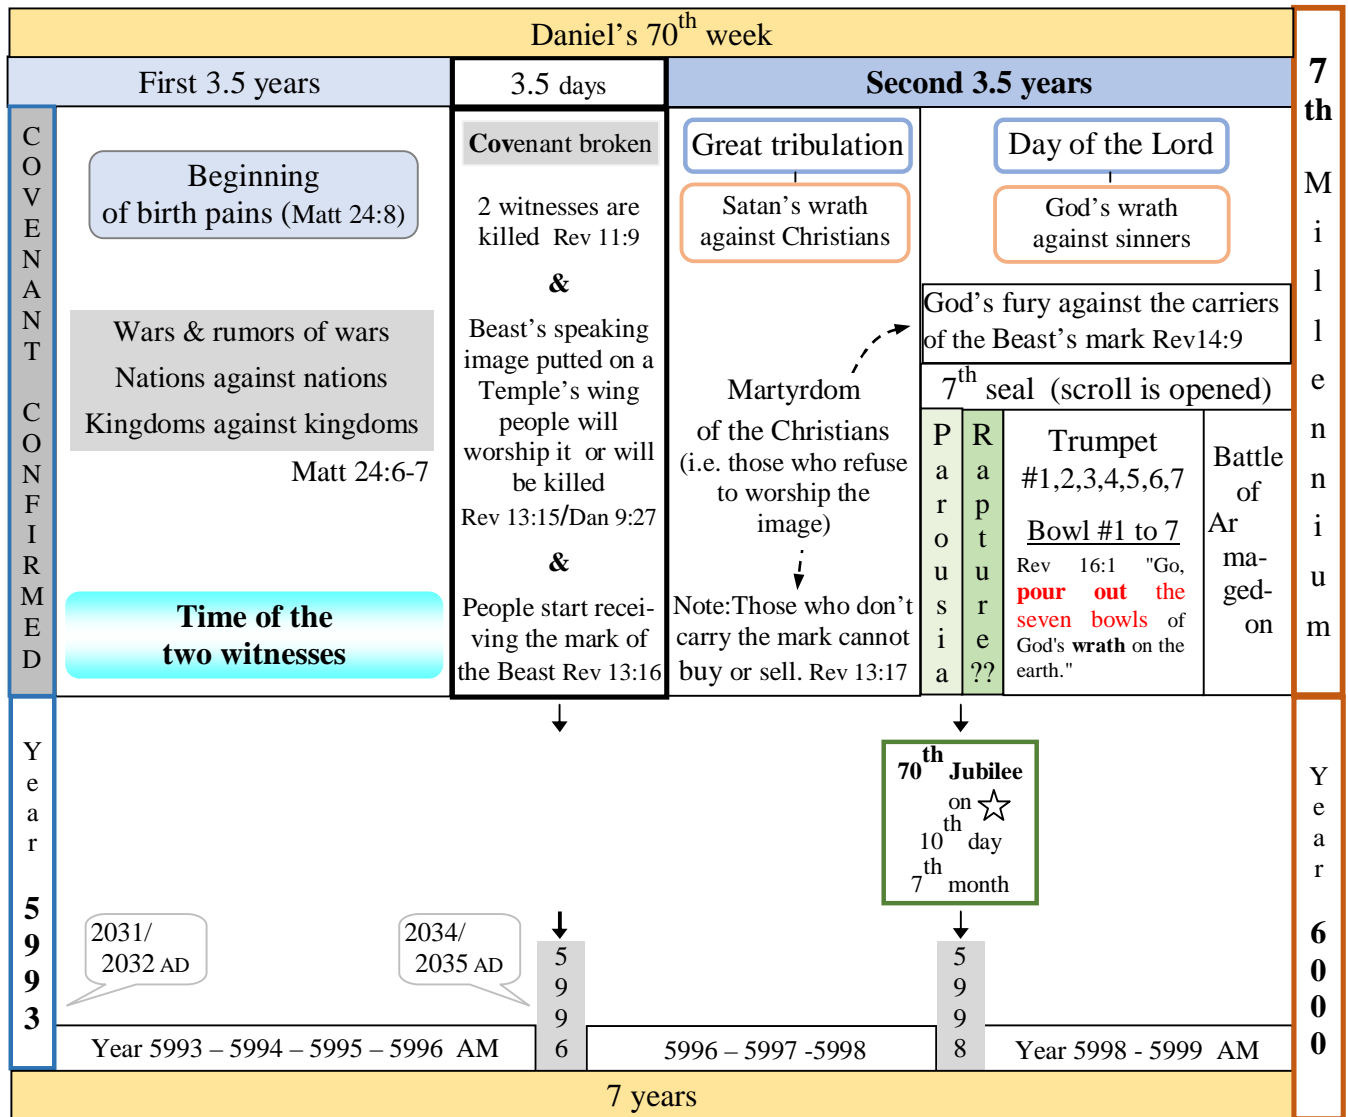 Daniel's 70th week
First 3.5 years
3.5 days
Second 3.5 years
7th Millennium
COVENANT CONFIRMED
Beginning
of birth pains (Matt 24:8)
Wars & rumors of wars
Nations against nations
Kingdoms against kingdoms
Matt 24:6-7
Time of the
two witnesses
Covenant broken
2 witnesses are
killed Rev 11:9
&
Beast's speaking
image putted on a
Temple's wing
people will
worship it or will
be killed
Rev 13:15/Dan 9:27
&
People start recei-
ving the mark of
the Beast Rev 13:16
Great tribulation
Satan's wrath
against Christians
Martyrdom
of the Christians
(i.e. those who refuse
to worship the
image)
Note:Those who don't
carry the mark cannot
buy or sell. Rev 13:17
Day of the Lord
God's wrath
against sinners
God's fury against the carriers
of the Beast's mark Rev14:9
7th seal (scroll is opened)
Parousia
Rapture??
Trumpet
#1,2,3,4,5,6,7
Bowl #1 to 7
Rev 16:1 "Go,
pour out the
seven bowls of
God's wrath on the
earth."
Battle
of
Ar
ma-
ged-
on
Year 5993
2031/
2032 AD
2034/
2035 AD
5996
70th Jubilee
on ☆
10th day
7th month
5998
Year 6000
Year 5993 – 5994 – 5995 – 5996 AM
5996 – 5997 -5998
Year 5998 - 5999 AM
7 years